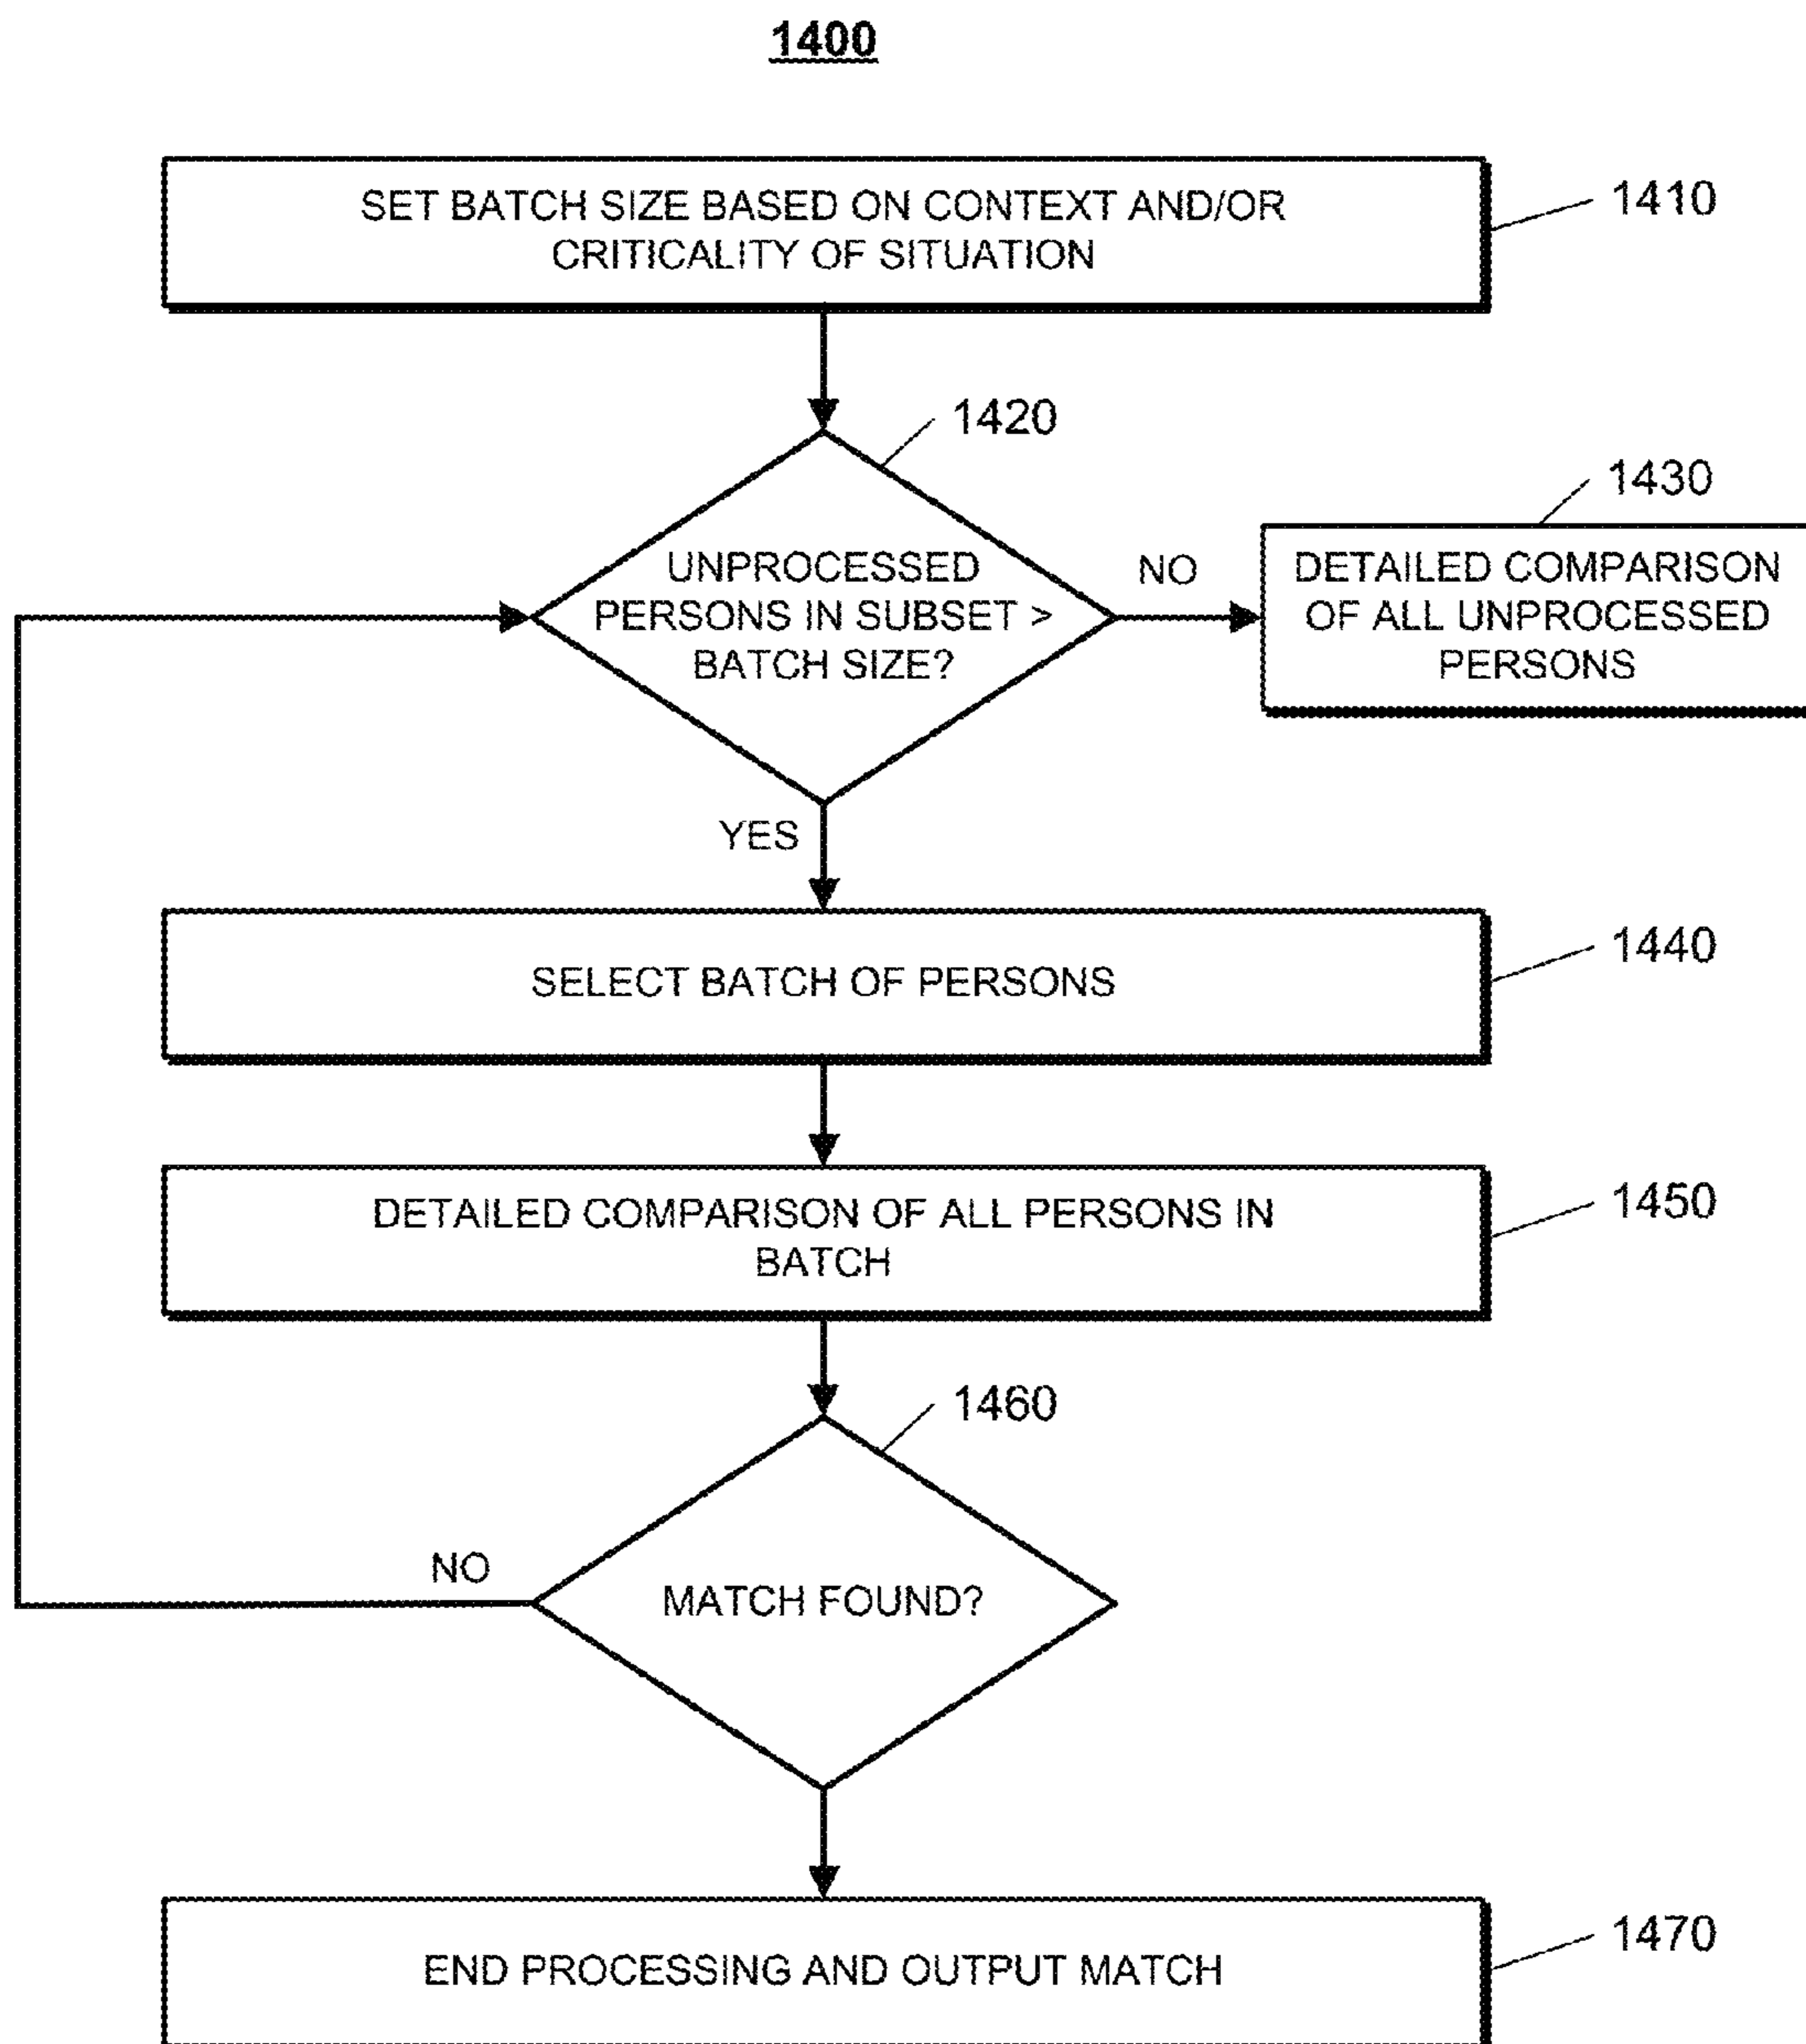 1400
SET BATCH SIZE BASED ON CONTEXT AND/OR
CRITICALITY OF SITUATION
1410
1420
UNPROCESSED
PERSONS IN SUBSET >
BATCH SIZE?
NO
1430
DETAILED COMPARISON
OF ALL UNPROCESSED
PERSONS
YES
SELECT BATCH OF PERSONS
1440
DETAILED COMPARISON OF ALL PERSONS IN
BATCH
1450
1460
NO
MATCH FOUND?
END PROCESSING AND OUTPUT MATCH
1470